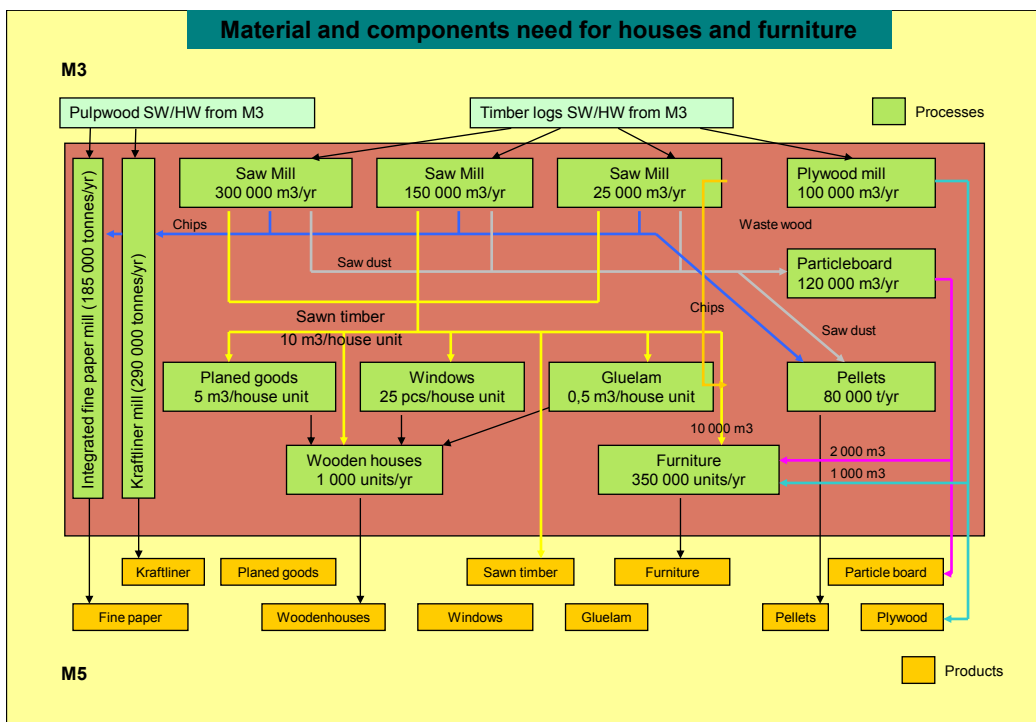 Material and components need for houses and furniture
M3
Pulpwood SW/HW from M3
Timber logs SW/HW from M3
Processes
Integrated fine paper mill (185 000 tonnes/yr)
Kraftliner mill (290 000 tonnes/yr)
Saw Mill
300 000 m3/yr
Saw Mill
150 000 m3/yr
Saw Mill
25 000 m3/yr
Plywood mill
100 000 m3/yr
Chips
Waste wood
Saw dust
Particleboard
120 000 m3/yr
Chips
Sawn timber
10 m3/house unit
Saw dust
Planed goods
5 m3/house unit
Windows
25 pcs/house unit
Gluelam
0,5 m3/house unit
Pellets
80 000 t/yr
10 000 m3
Wooden houses
1 000 units/yr
Furniture
350 000 units/yr
2 000 m3
1 000 m3
Kraftliner
Planed goods
Sawn timber
Furniture
Particle board
Fine paper
Woodenhouses
Windows
Gluelam
Pellets
Plywood
M5
Products